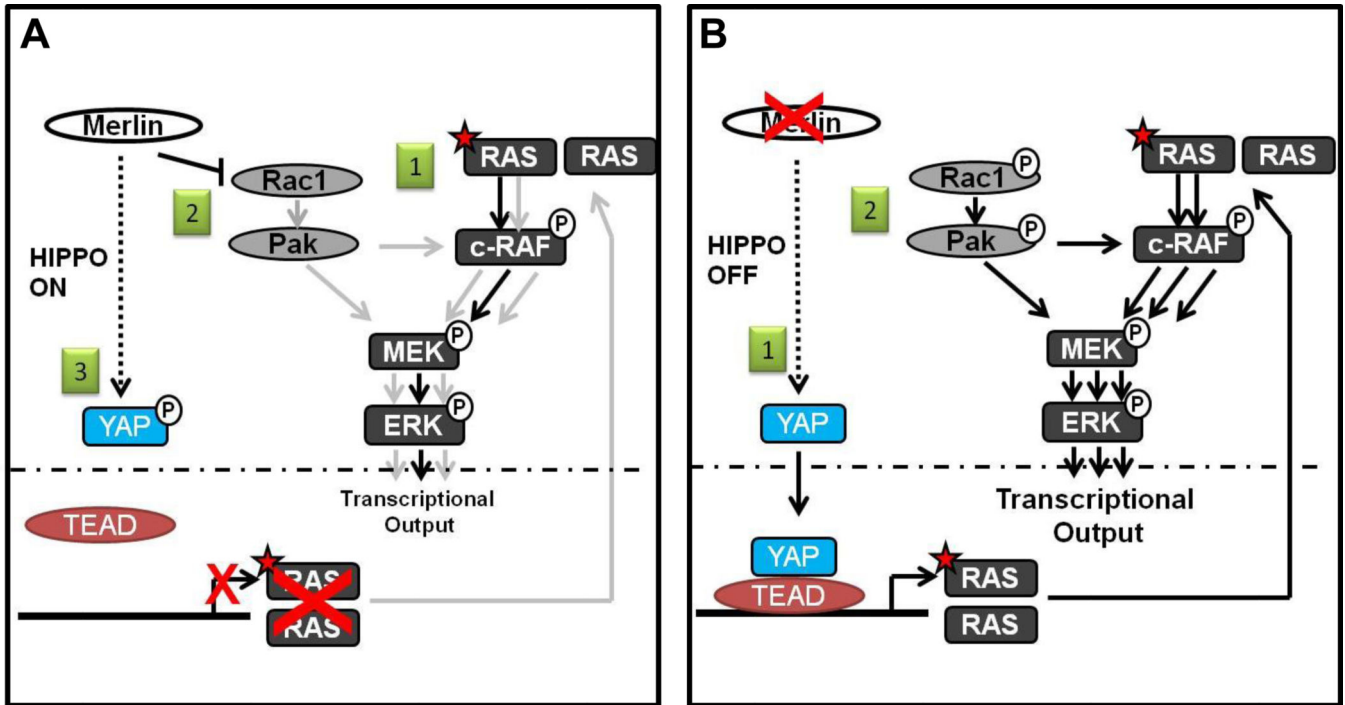 A
Merlin
RAS
RAS
1
Rac1
2
Pak
c-RAF
P
HIPPO
ON
MEK
P
3
YAP
P
ERK
P
Transcriptional
Output
TEAD
X
RAS
RAS
B
Merlin
RAS
RAS
Rac1
P
2
Pak
P
c-RAF
P
HIPPO
OFF
1
MEK
P
YAP
ERK
P
Transcriptional
Output
YAP
TEAD
RAS
RAS